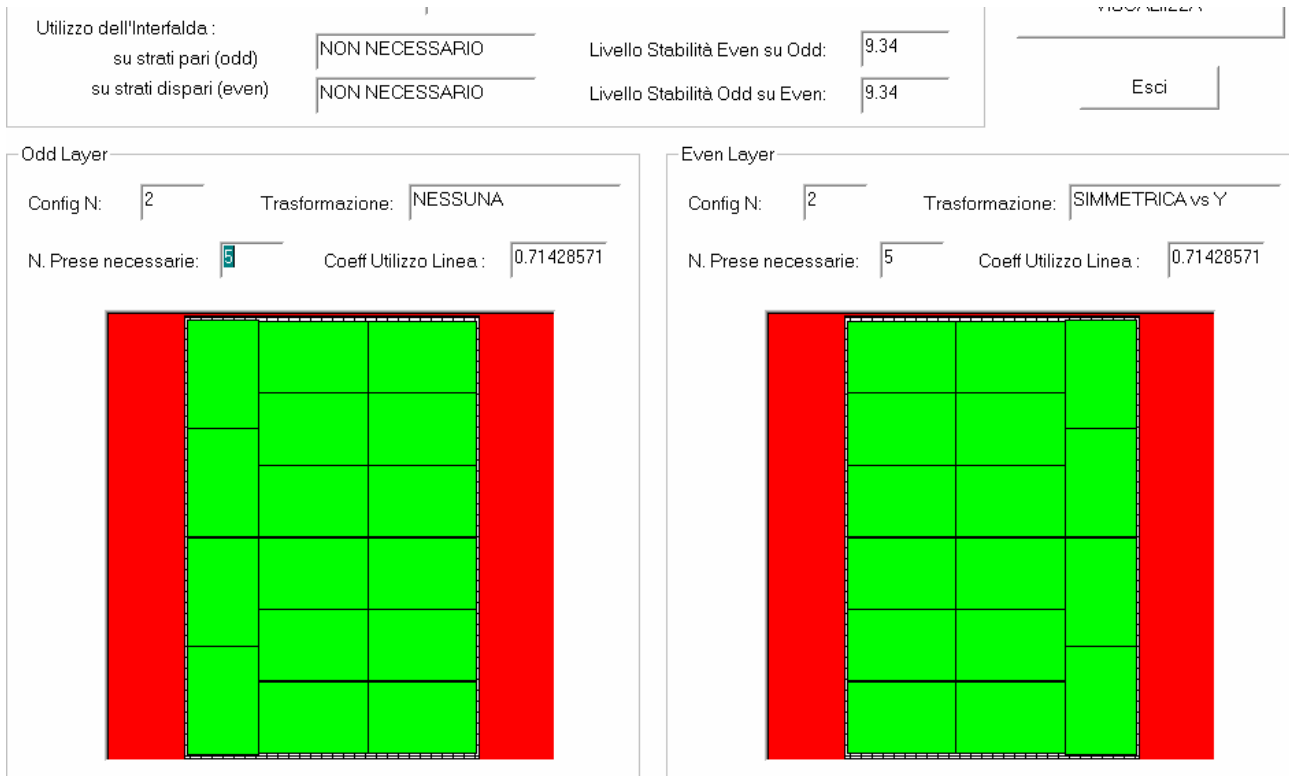 Utilizzo dell'Interfalda :
su strati pari (odd) NON NECESSARIO Livello Stabilità Even su Odd: 9.34
su strati dispari (even) NON NECESSARIO Livello Stabilità Odd su Even: 9.34
Esci
Odd Layer
Config N: 2 Trasformazione: NESSUNA
N. Prese necessarie: 5 Coeff Utilizzo Linea : 0.71428571
Even Layer
Config N: 2 Trasformazione: SIMMETRICA vs Y
N. Prese necessarie: 5 Coeff Utilizzo Linea : 0.71428571